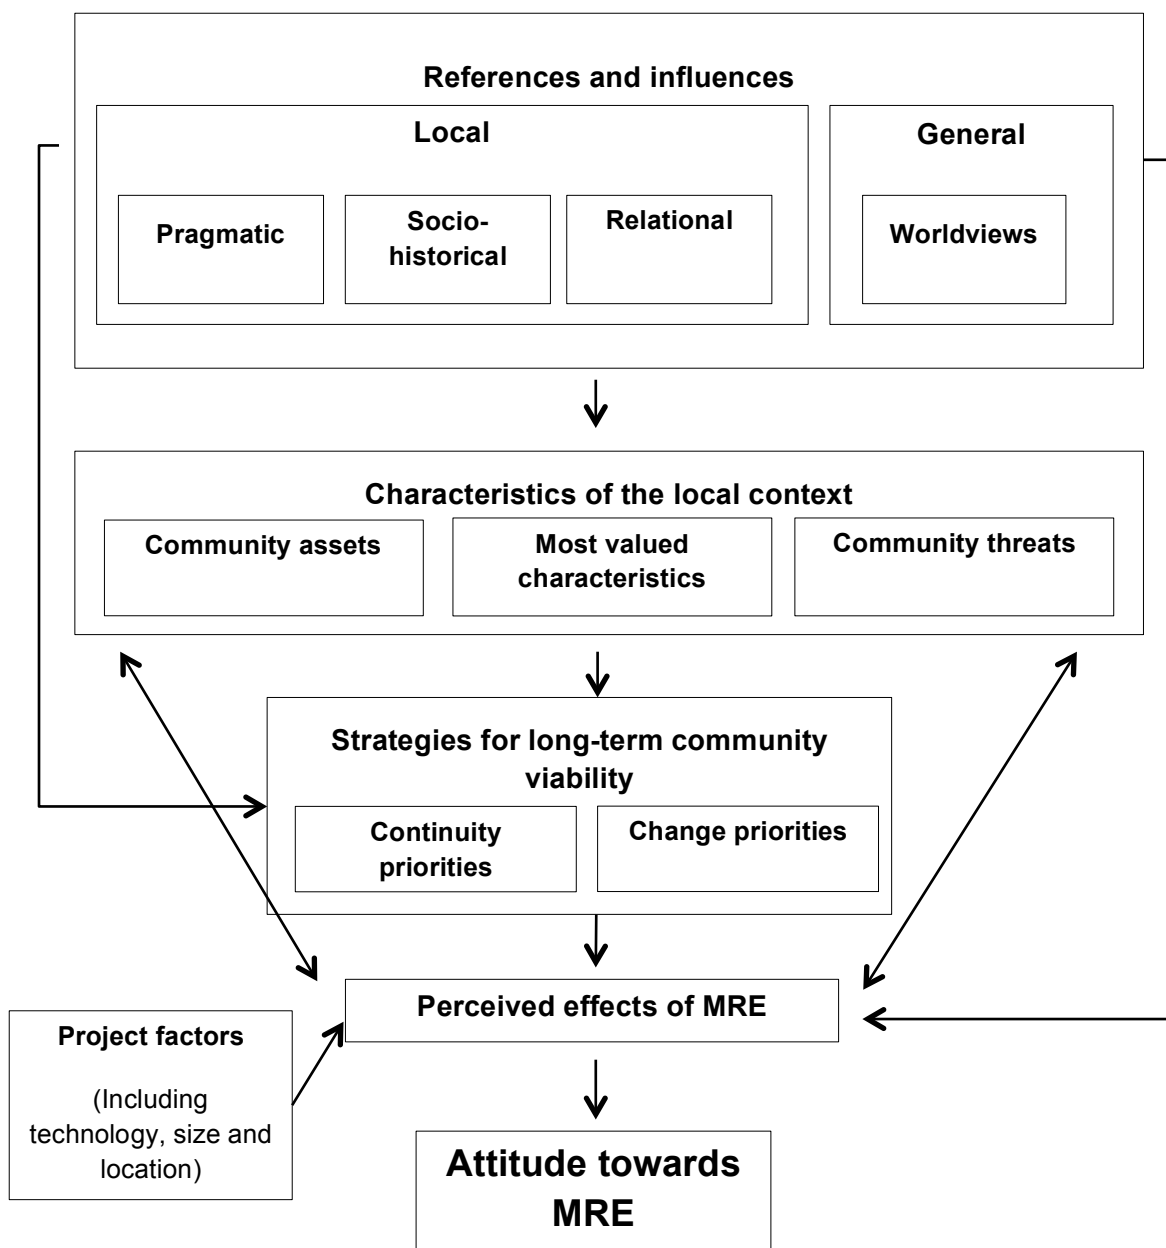 References and influences
Local
General
Pragmatic
Socio-
historical
Relational
Worldviews
Characteristics of the local context
Community assets
Most valued
characteristics
Community threats
Strategies for long-term community
viability
Continuity
priorities
Change priorities
Perceived effects of MRE
Project factors
(Including
technology, size and
location)
Attitude towards
MRE